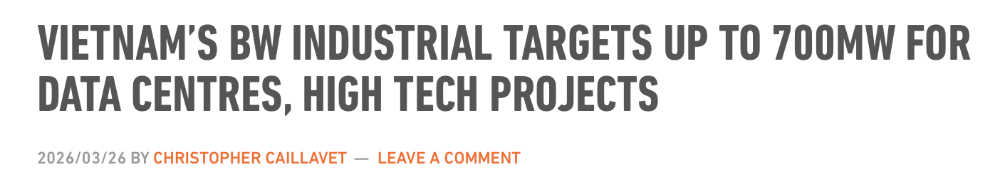 VIETNAM’S BW INDUSTRIAL TARGETS UP TO 700MW FOR
DATA CENTRES, HIGH TECH PROJECTS
2026/03/26 BY CHRISTOPHER CAILLAVET — LEAVE A COMMENT